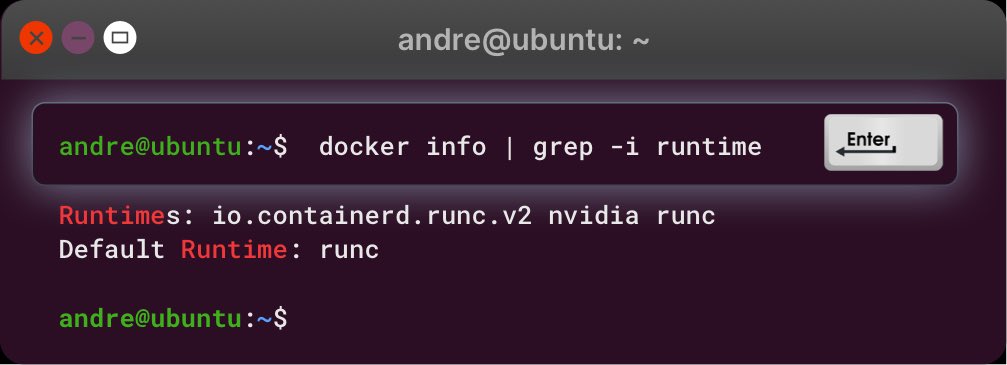 andre@ubuntu: ~
andre@ubuntu:~$  docker info | grep -i runtime
Enter
Runtimes: io.containerd.runc.v2 nvidia runc
Default Runtime: runc
andre@ubuntu:~$